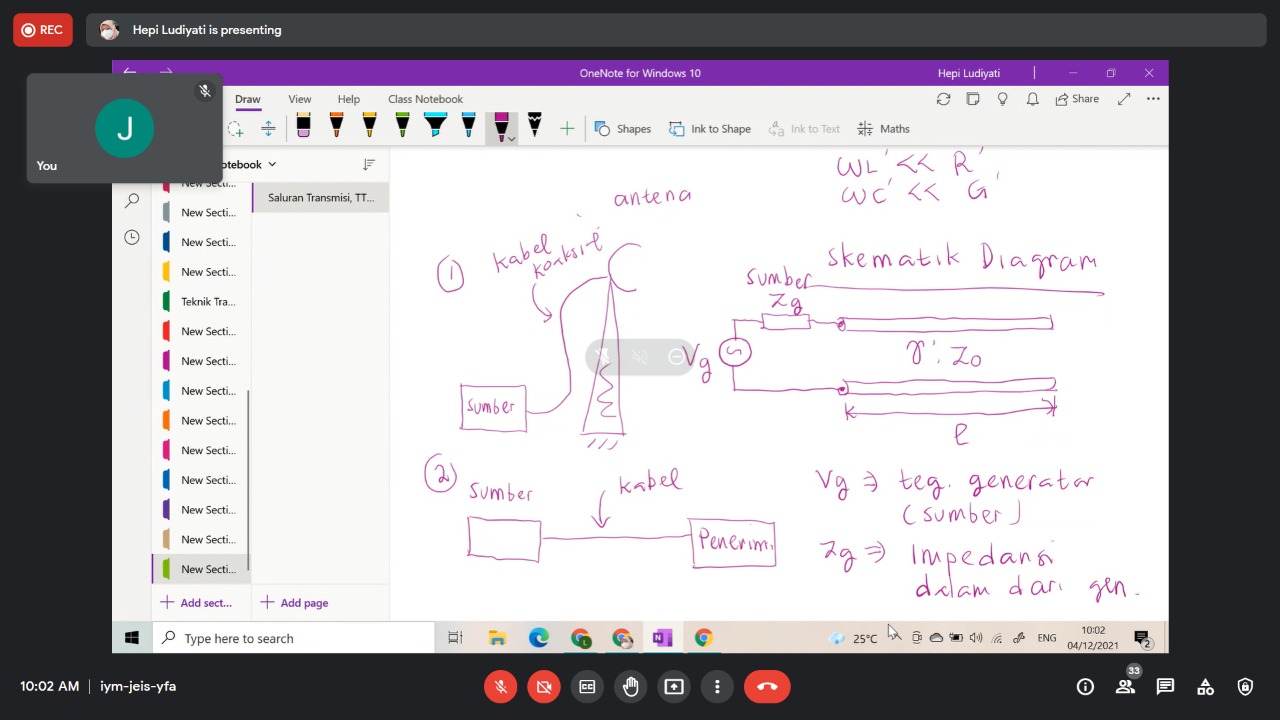 REC
Hepi Ludiyati is presenting
OneNote for Windows 10
Hepi Ludiyati
J
You
Draw
View
Help
Class Notebook
Share
Shapes
Ink to Shape
Ink to Text
Maths
otebook
New Secti...
Saluran Transmisi, TT...
New Secti...
New Secti...
New Secti...
Teknik Tra...
New Secti...
New Secti...
New Secti...
New Secti...
New Secti...
New Secti...
New Secti...
New Secti...
New Secti...
Add sect...
Add page
ωL' << R'
ωC' << G'
antena
1
kabel
koaksil
Sumber
Skematik Diagram
sumber
Zg
Vg
γ' : Zo
l
2
Sumber
kabel
Penerim.
Vg ⇒ teg. generator
(sumber)
Zg ⇒ Impedansi
dalam dari gen.
Type here to search
25°C
ENG
10:02
04/12/2021
2
10:02 AM | iym-jeis-yfa
33